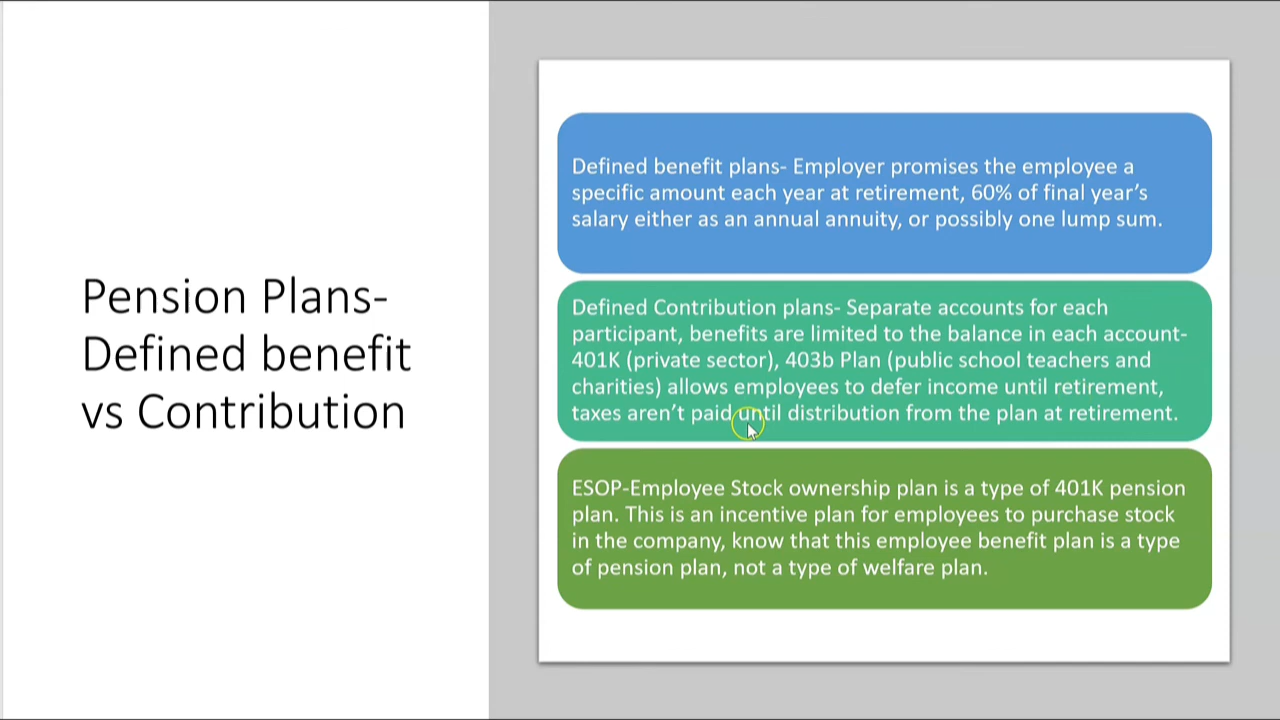 Pension Plans-
Defined benefit
vs Contribution
Defined benefit plans- Employer promises the employee a
specific amount each year at retirement, 60% of final year’s
salary either as an annual annuity, or possibly one lump sum.
Defined Contribution plans- Separate accounts for each
participant, benefits are limited to the balance in each account-
401K (private sector), 403b Plan (public school teachers and
charities) allows employees to defer income until retirement,
taxes aren’t paid until distribution from the plan at retirement.
ESOP-Employee Stock ownership plan is a type of 401K pension
plan. This is an incentive plan for employees to purchase stock
in the company, know that this employee benefit plan is a type
of pension plan, not a type of welfare plan.